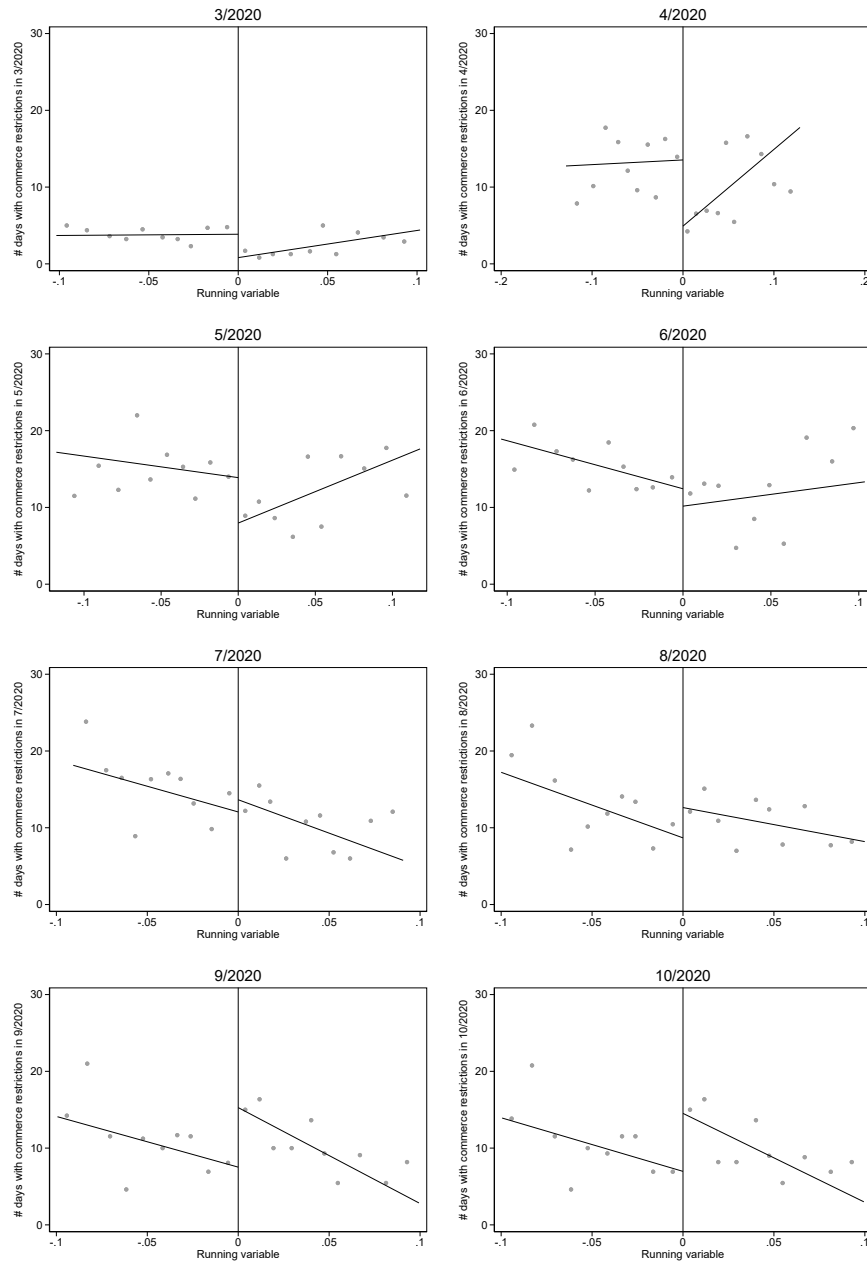 3/2020
# days with commerce restrictions in 3/2020
30
20
10
0
-.1 -.05 0 .05 .1
Running variable
4/2020
# days with commerce restrictions in 4/2020
30
20
10
0
-.2 -.1 0 .1 .2
Running variable
5/2020
# days with commerce restrictions in 5/2020
30
20
10
0
-.1 -.05 0 .05 .1
Running variable
6/2020
# days with commerce restrictions in 6/2020
30
20
10
0
-.1 -.05 0 .05 .1
Running variable
7/2020
# days with commerce restrictions in 7/2020
30
20
10
0
-.1 -.05 0 .05 .1
Running variable
8/2020
# days with commerce restrictions in 8/2020
30
20
10
0
-.1 -.05 0 .05 .1
Running variable
9/2020
# days with commerce restrictions in 9/2020
30
20
10
0
-.1 -.05 0 .05 .1
Running variable
10/2020
# days with commerce restrictions in 10/2020
30
20
10
0
-.1 -.05 0 .05 .1
Running variable